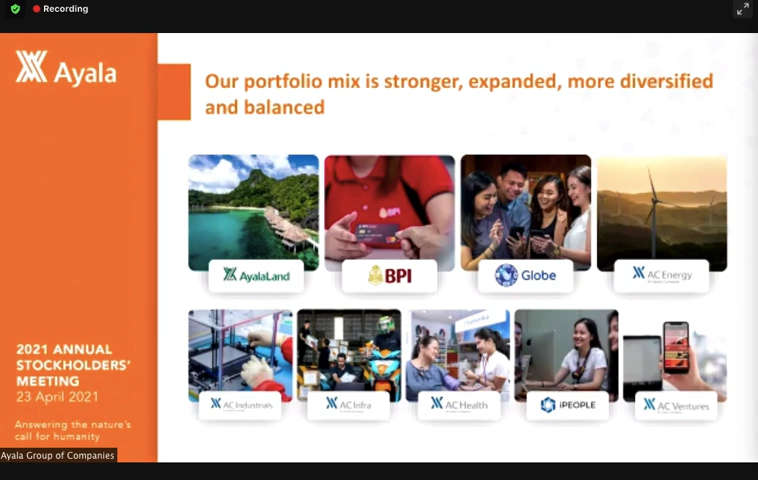 Recording
Ayala
Our portfolio mix is stronger, expanded, more diversified
and balanced
BPI
AyalaLand
BPI
Globe
AC Energy
AC Industrials
AC Infra
AC Health
iPEOPLE
AC Ventures
2021 ANNUAL
STOCKHOLDERS'
MEETING
23 April 2021
Answering the nature's
call for humanity
Ayala Group of Companies